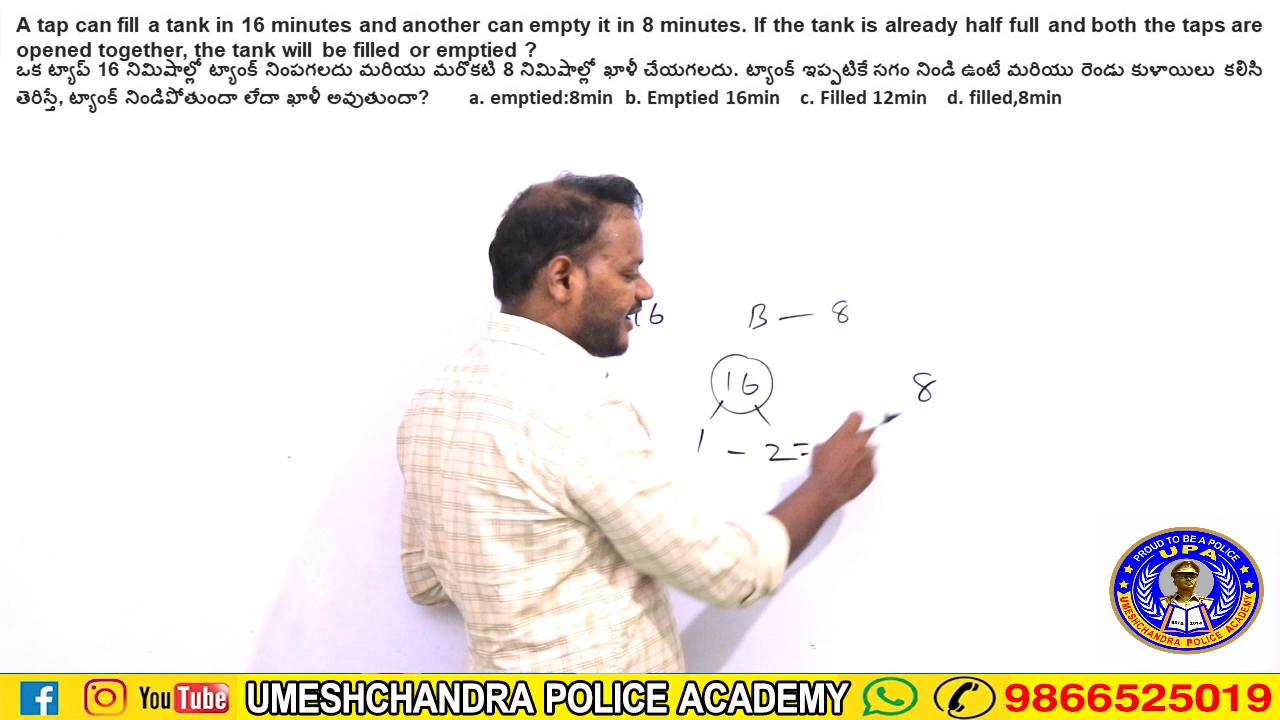 A tap can fill a tank in 16 minutes and another can empty it in 8 minutes. If the tank is already half full and both the taps are
opened together, the tank will be filled or emptied ?
ఒక ట్యాప్ 16 నిమిషాల్లో ట్యాంక్ నింపగలదు మరియు మరొకటి 8 నిమిషాల్లో ఖాళీ చేయగలదు. ట్యాంక్ ఇప్పటికే సగం నిండి ఉంటే మరియు రెండు కుళాయిలు కలిసి
తెరిస్తే, ట్యాంక్ నిండిపోతుందా లేదా ఖాళీ అవుతుందా? a. emptied:8min b. Emptied 16min c. Filled 12min d. filled,8min
16 B — 8
16 8
1 - 2 =
PROUD TO BE A POLICE
UPA
UMESHCHANDRA POLICE ACADEMY
f YouTube UMESHCHANDRA POLICE ACADEMY 9866525019